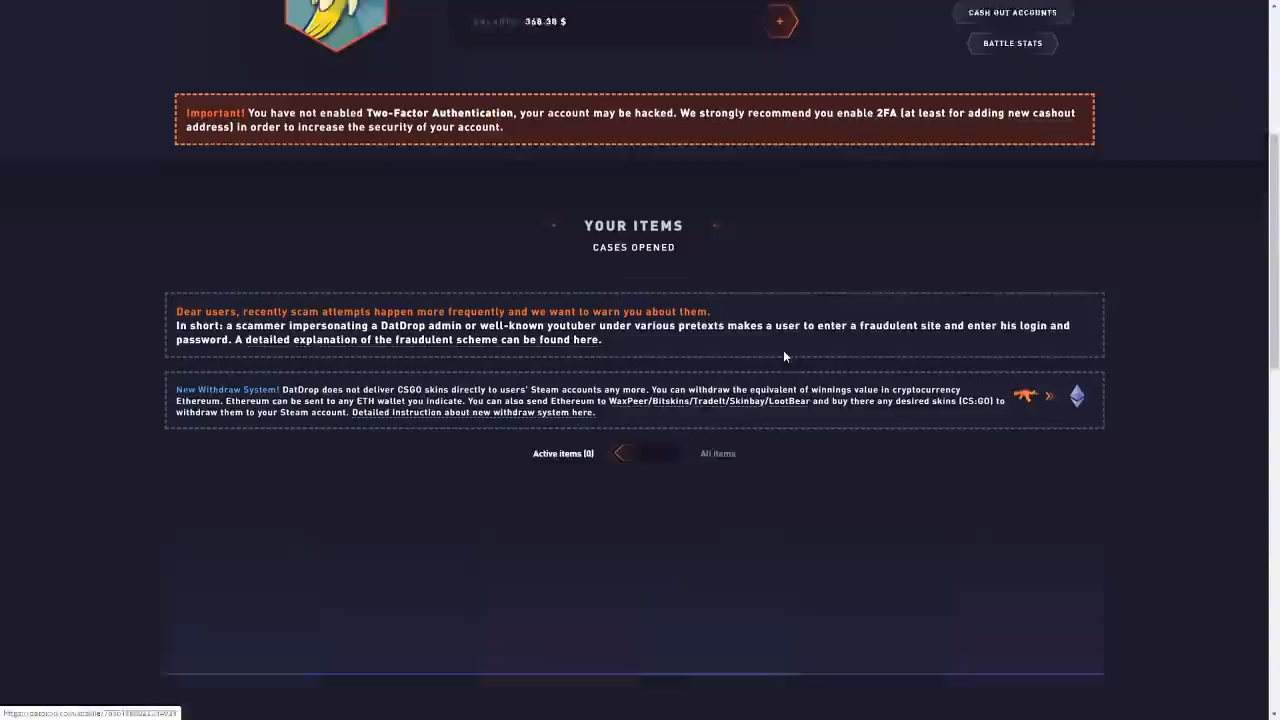 CASH OUT ACCOUNTS
BALANCE 368.38 $
+
BATTLE STATS
Important! You have not enabled Two-Factor Authentication, your account may be hacked. We strongly recommend you enable 2FA (at least for adding new cashout
address) in order to increase the security of your account.
YOUR ITEMS
CASES OPENED
Dear users, recently scam attempts happen more frequently and we want to warn you about them.
In short: a scammer impersonating a DatDrop admin or well-known youtuber under various pretexts makes a user to enter a fraudulent site and enter his login and
password. A detailed explanation of the fraudulent scheme can be found here.
New Withdraw System! DatDrop does not deliver CSGO skins directly to users' Steam accounts any more. You can withdraw the equivalent of winnings value in cryptocurrency
Ethereum. Ethereum can be sent to any ETH wallet you indicate. You can also send Ethereum to WaxPeer/Bitskins/TradeIt/Skinbay/LootBear and buy there any desired skins (CS:GO) to
withdraw them to your Steam account. Detailed instruction about new withdraw system here.
Active items (0) All items